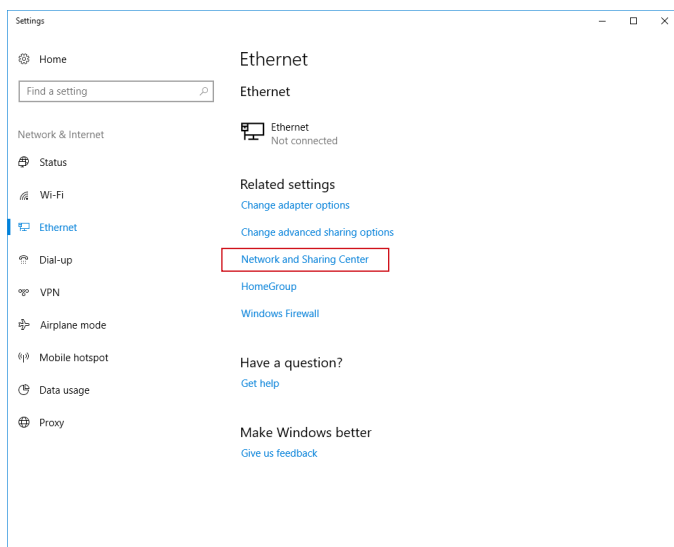 Settings
Home
Find a setting
Network & Internet
Status
Wi-Fi
Ethernet
Dial-up
VPN
Airplane mode
Mobile hotspot
Data usage
Proxy
Ethernet
Ethernet
Ethernet
Not connected
Related settings
Change adapter options
Change advanced sharing options
Network and Sharing Center
HomeGroup
Windows Firewall
Have a question?
Get help
Make Windows better
Give us feedback